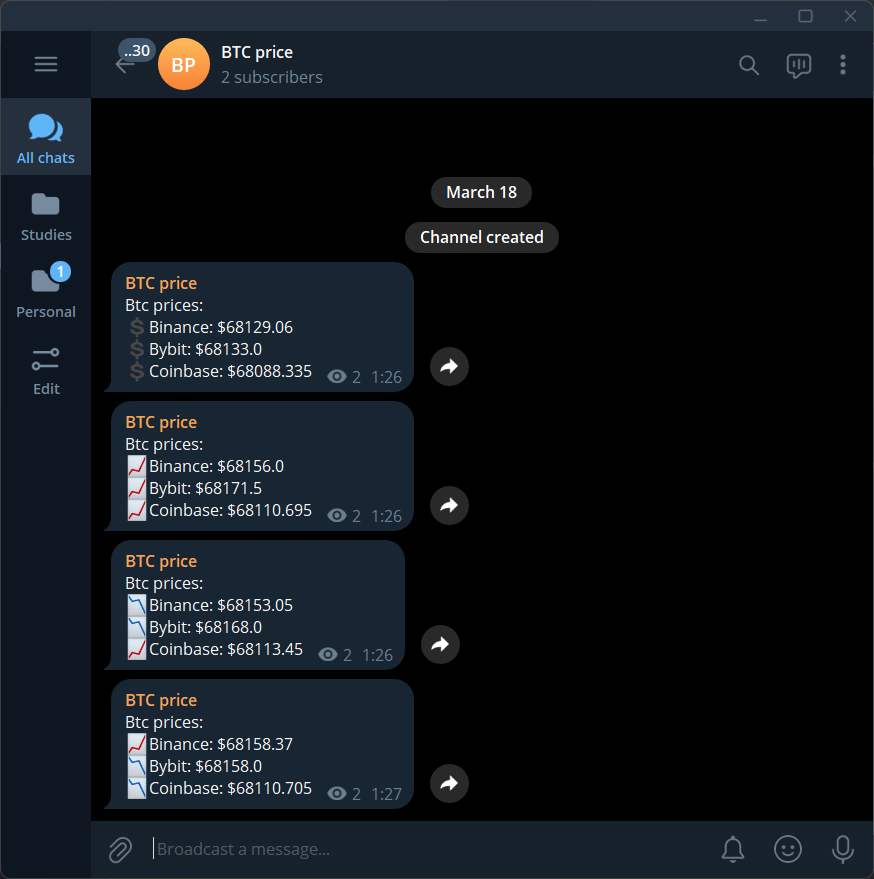 ..30
BP
BTC price
2 subscribers
All chats
Studies
1
Personal
Edit
March 18
Channel created
BTC price
Btc prices:
💲Binance: $68129.06
💲Bybit: $68133.0
💲Coinbase: $68088.335
2 1:26
BTC price
Btc prices:
📈Binance: $68156.0
📈Bybit: $68171.5
📈Coinbase: $68110.695
2 1:26
BTC price
Btc prices:
📉Binance: $68153.05
📉Bybit: $68168.0
📈Coinbase: $68113.45
2 1:26
BTC price
Btc prices:
📈Binance: $68158.37
📉Bybit: $68158.0
📉Coinbase: $68110.705
2 1:27
Broadcast a message...